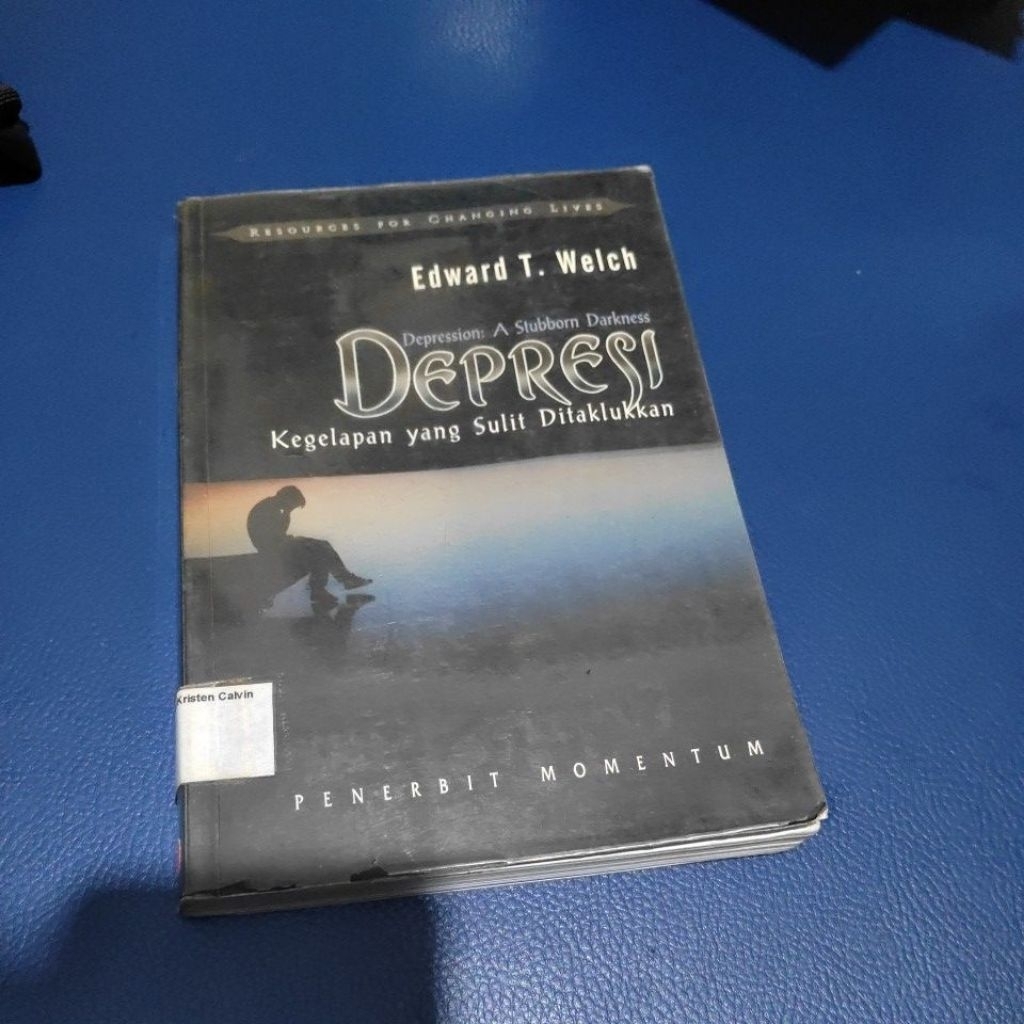 RESOURCES FOR CHANGING LIVES
Edward T. Welch
Depression: A Stubborn Darkness
DEPRESI
Kegelapan yang Sulit Ditaklukkan
Kristen Calvin
PENERBIT MOMENTUM